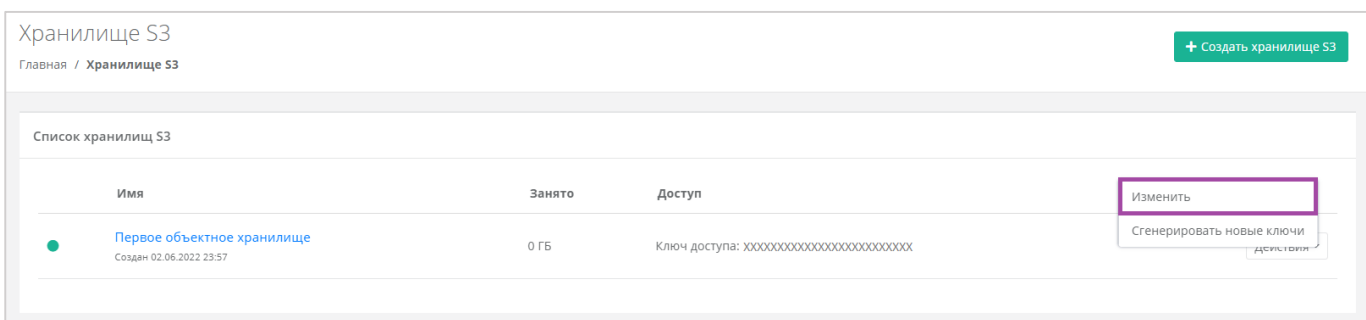 Хранилище S3
+ Создать хранилище S3
Главная / Хранилище S3
Список хранилищ S3
Имя Занято Доступ
Изменить
Первое объектное хранилище 0 ГБ Ключ доступа: XXXXXXXXXXXXXXXXXXXXXXXXX Сгенерировать новые ключи
Создан 02.06.2022 23:57 Действия